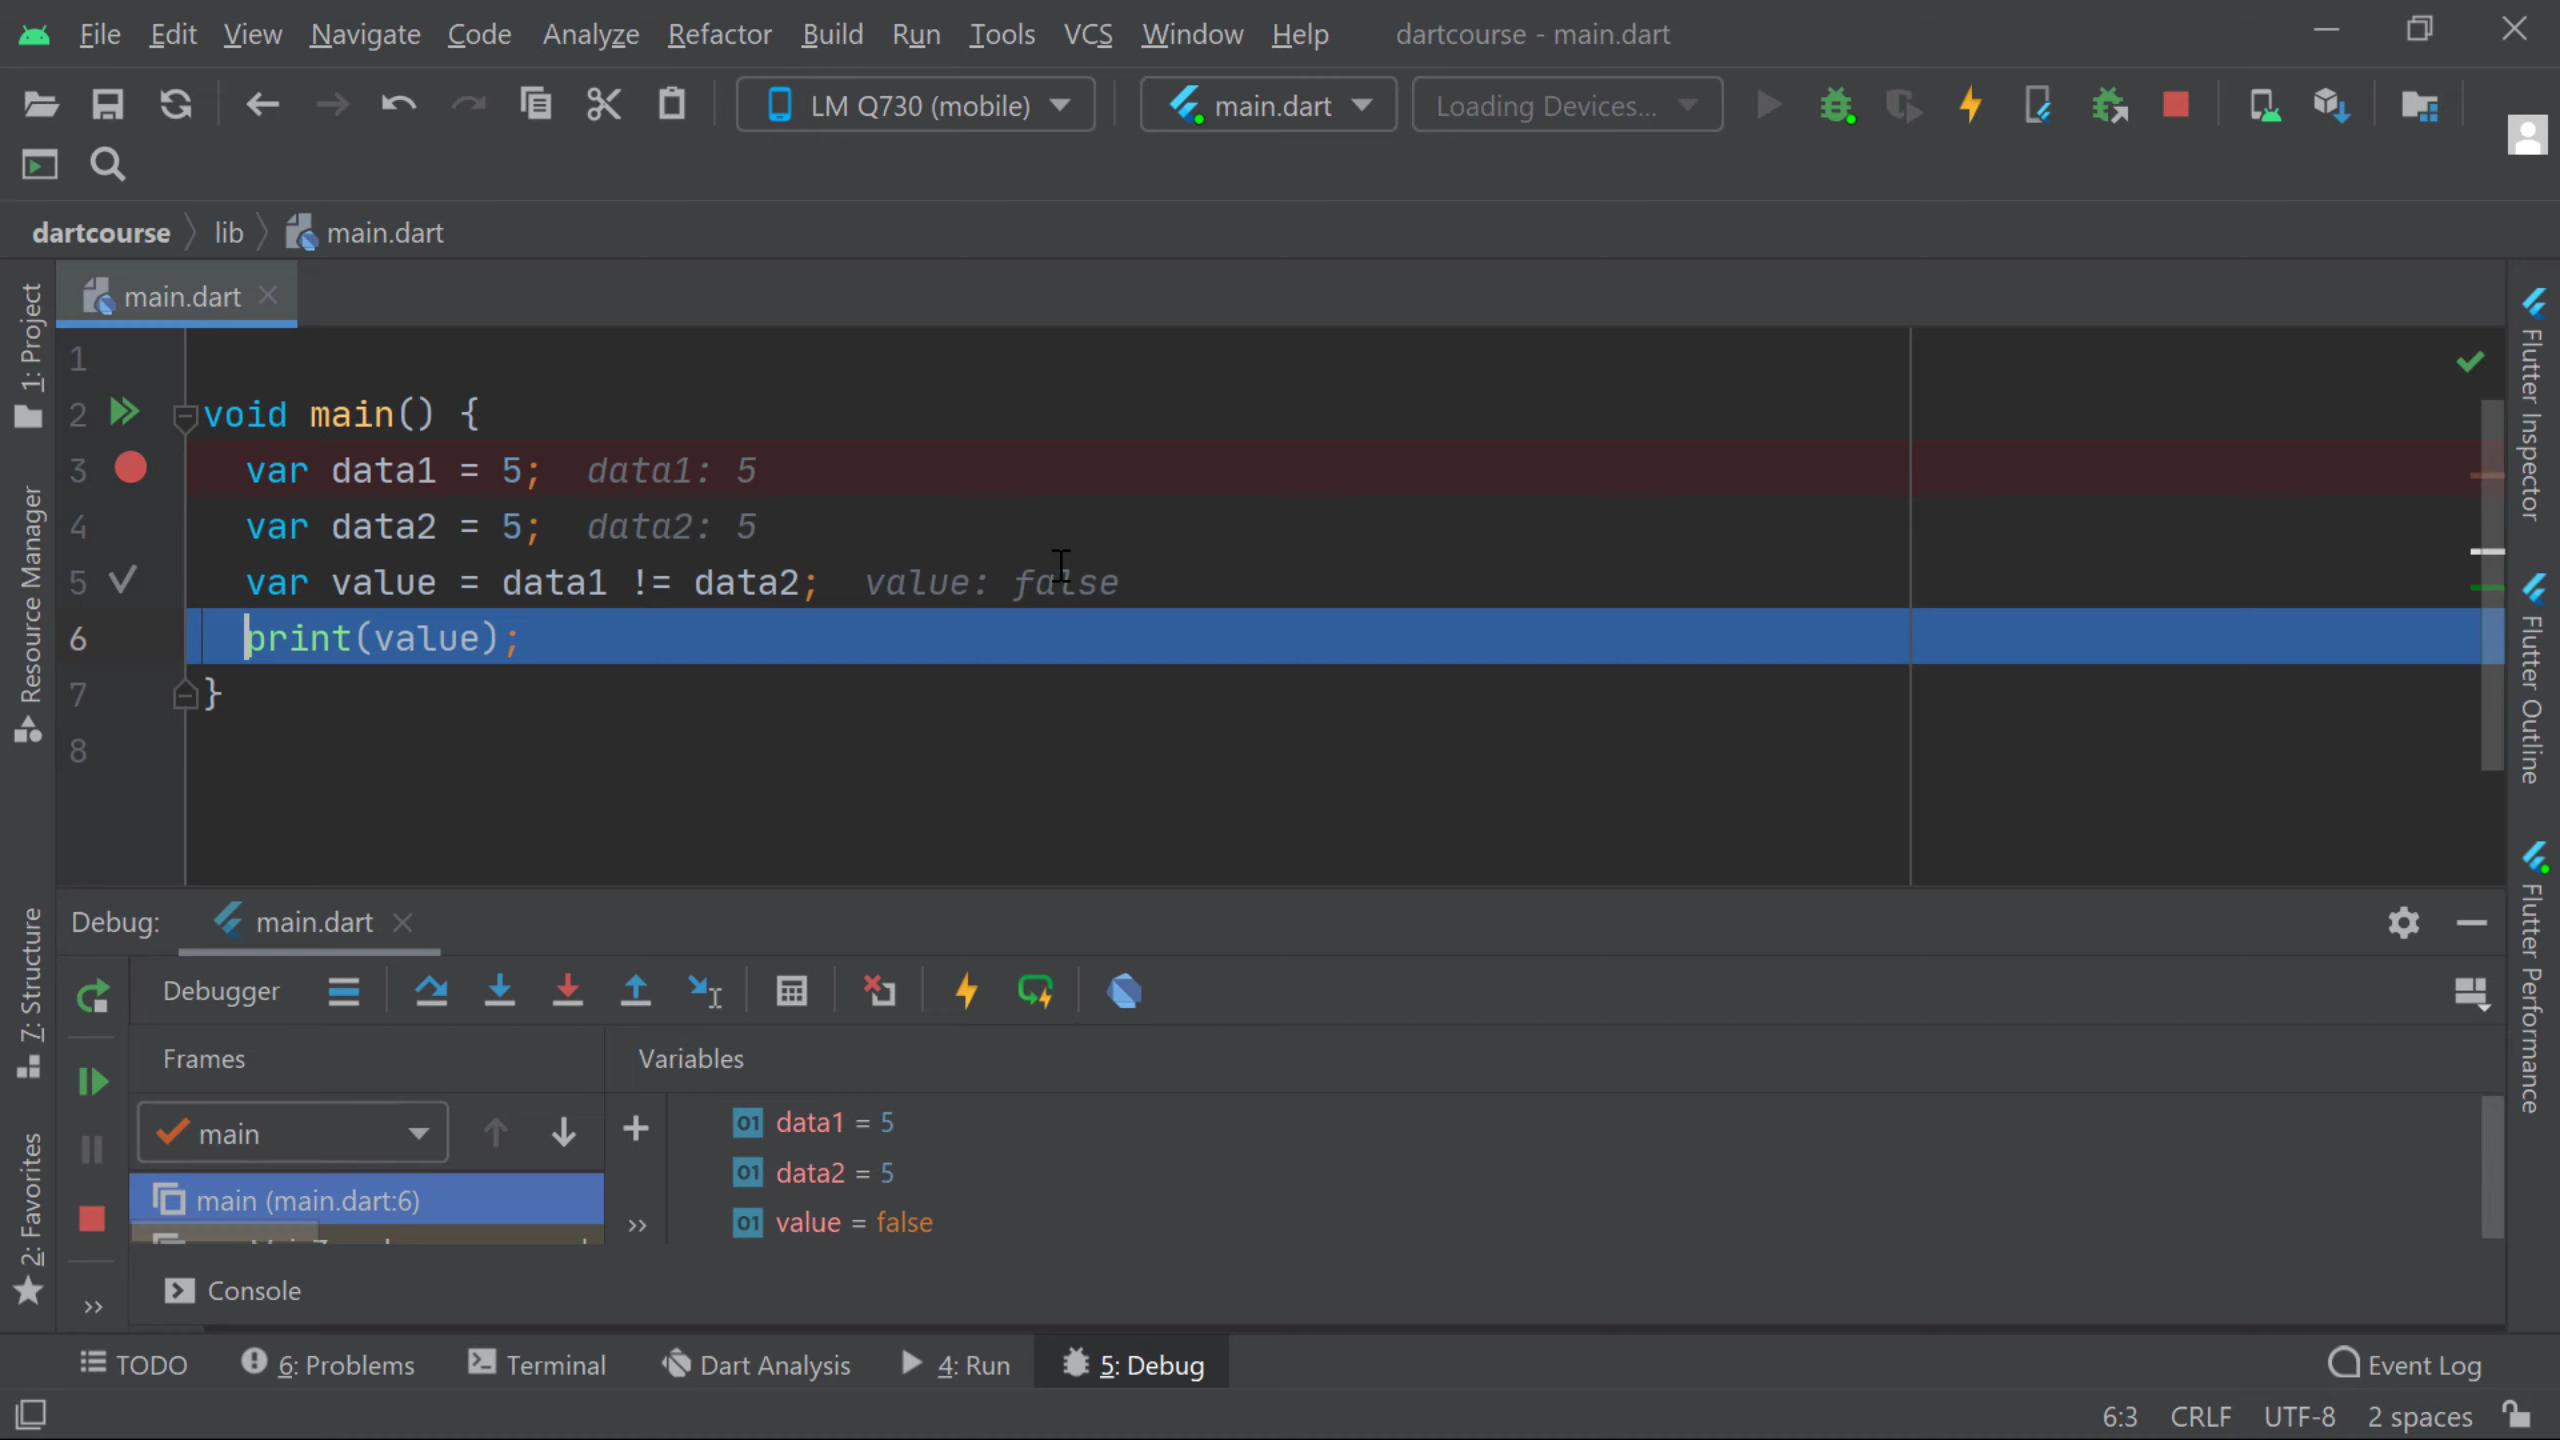 File Edit View Navigate Code Analyze Refactor Build Run Tools VCS Window Help dartcourse - main.dart
LM Q730 (mobile) main.dart Loading Devices...
dartcourse lib main.dart
main.dart
1
2 void main() {
3 var data1 = 5; data1: 5
4 var data2 = 5; data2: 5
5 var value = data1 != data2; value: false
6 print(value);
7 }
8
1: Project
Resource Manager
7: Structure
2: Favorites
Flutter Inspector
Flutter Outline
Flutter Performance
Debug: main.dart
Debugger
Frames Variables
main
main (main.dart:6)
01 data1 = 5
01 data2 = 5
01 value = false
Console
TODO 6: Problems Terminal Dart Analysis 4: Run 5: Debug Event Log
6:3 CRLF UTF-8 2 spaces